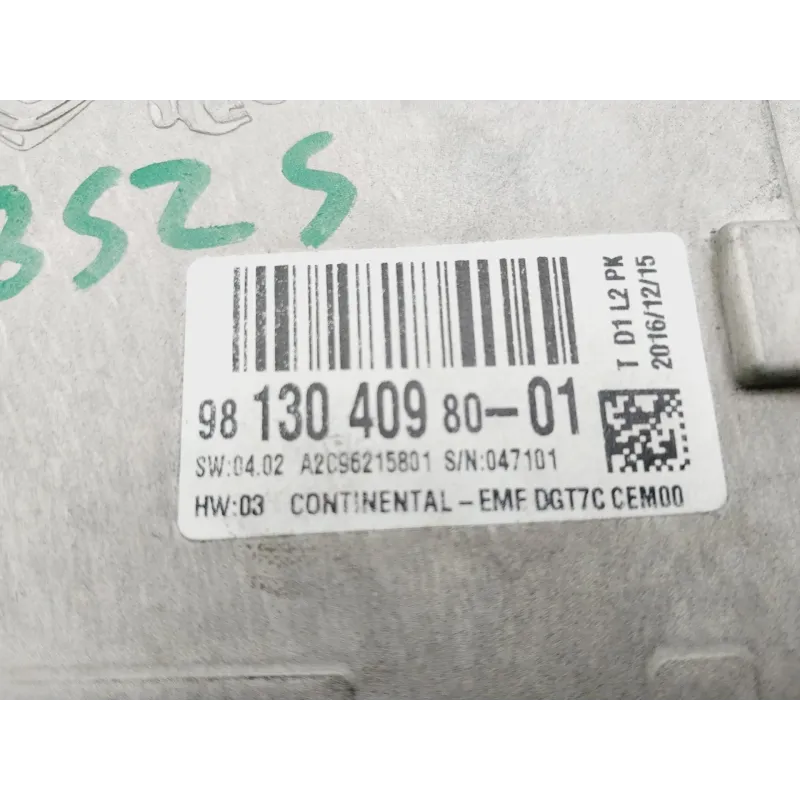 8525
98 130 409 80-01
SW:04.02 A2C96215801 S/N:047101
HW:03 CONTINENTAL-EMF DGT7C CEM00
T D1 L2 PK
2016/12/15